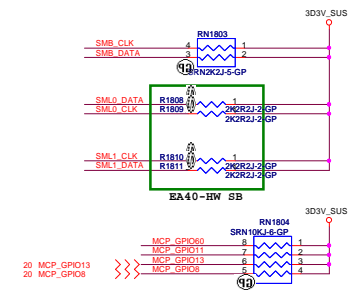 3D3V_SUS
RN1803
SMB_CLK 4 1
SMB_DATA 3 2
SRN2K2J-5-GP
SML0_DATA R1808 1
SML0_CLK R1809 2K2R2J-2-GP
2K2R2J-2-GP
SML1_CLK R1810 1
SML1_DATA R1811 2K2R2J-2-GP
2K2R2J-2-GP
EA40-HW SB
3D3V_SUS
RN1804
SRN10KJ-6-GP
MCP_GPIO60 8 1
MCP_GPIO11 7 2
20 MCP_GPIO13 MCP_GPIO13 6 3
20 MCP_GPIO8 MCP_GPIO8 5 4